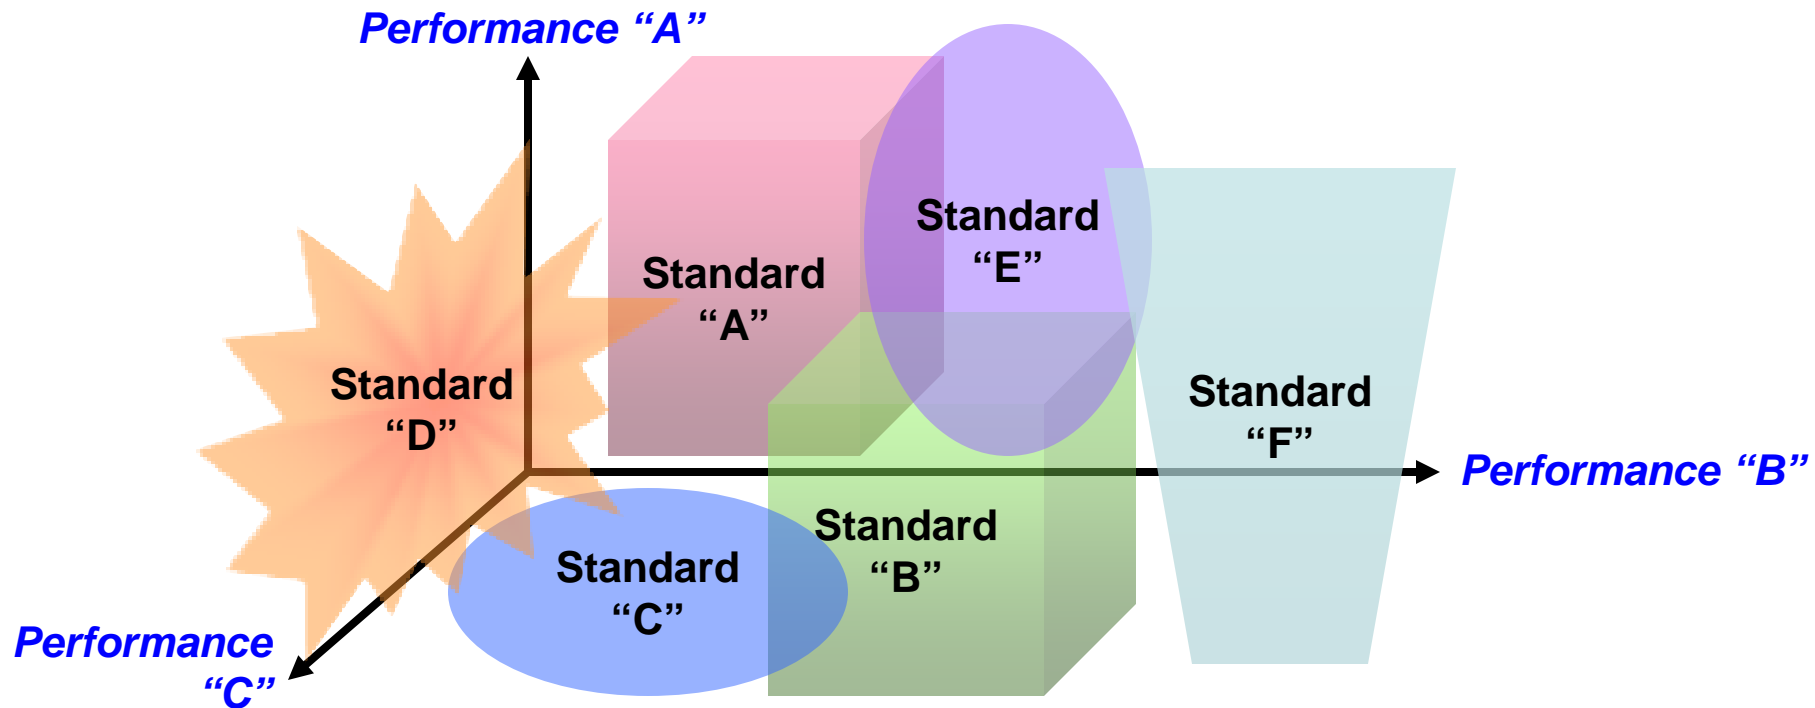 Performance “A”
Standard
“E”
Standard
“A”
Standard
“D”
Standard
“F”
Performance “B”
Standard
“B”
Standard
“C”
Performance
“C”